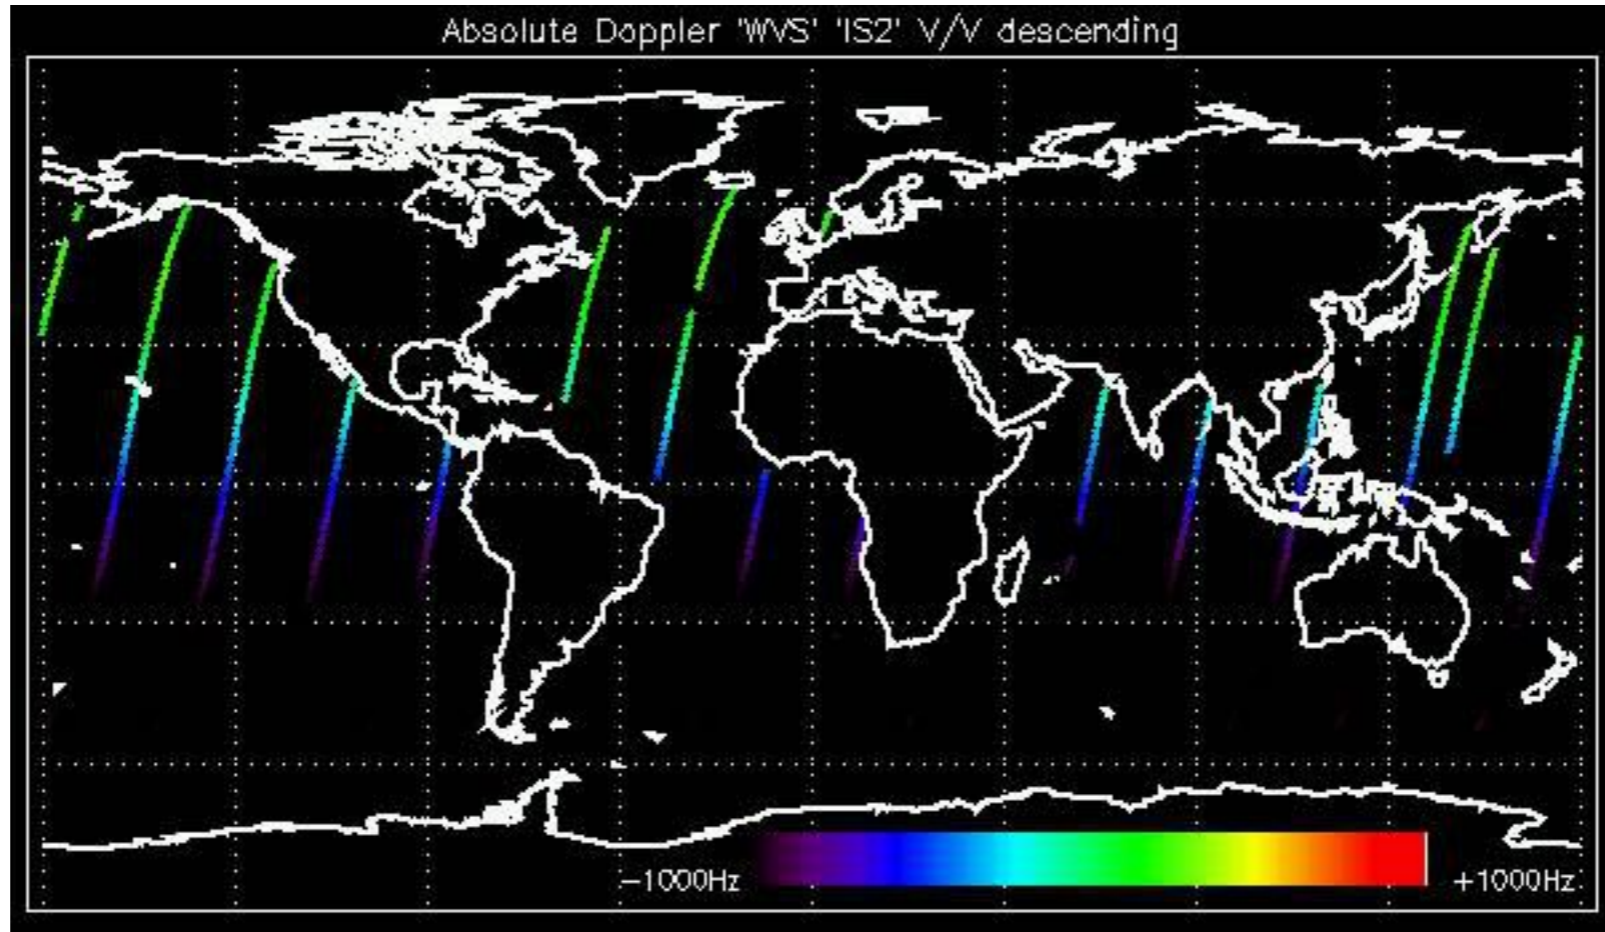 Absolute Doppler 'WVS' 'IS2' V/V descending
−1000Hz +1000Hz